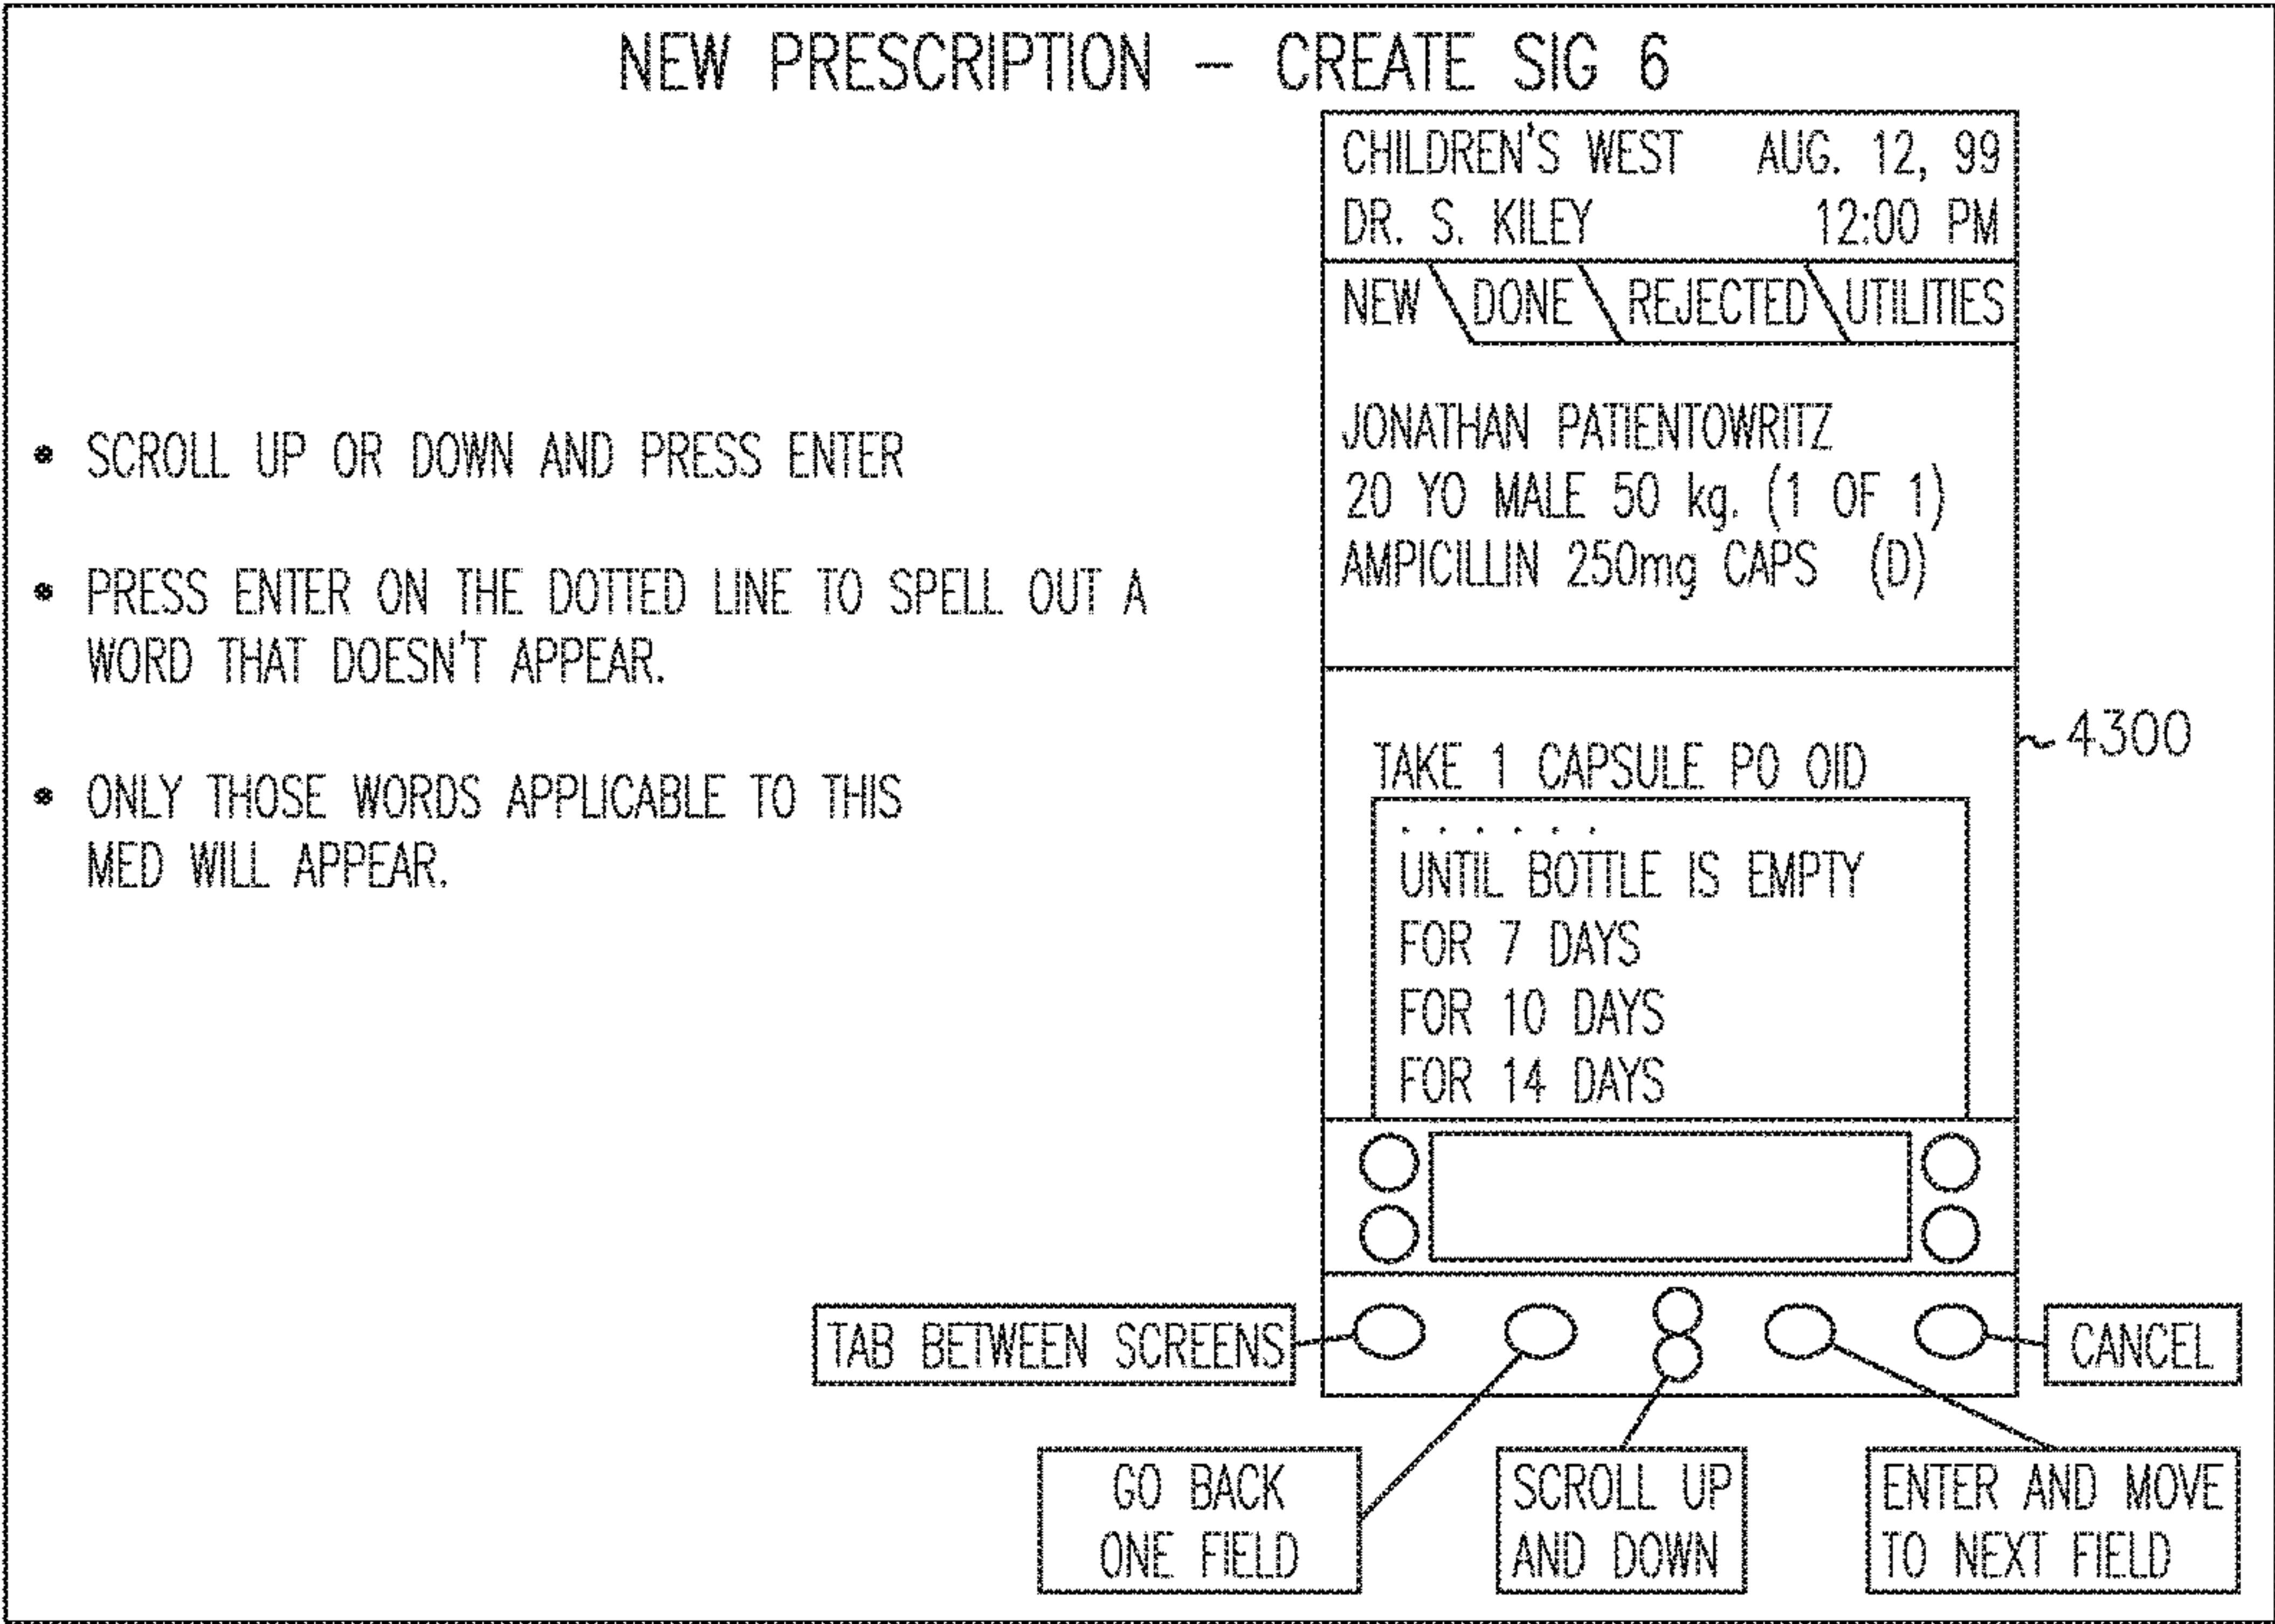 NEW PRESCRIPTION – CREATE SIG 6
CHILDREN'S WEST AUG. 12, 99
DR. S. KILEY 12:00 PM
NEW DONE REJECTED UTILITIES
JONATHAN PATIENTOWRITZ
20 YO MALE 50 kg. (1 OF 1)
AMPICILLIN 250mg CAPS (D)
• SCROLL UP OR DOWN AND PRESS ENTER
• PRESS ENTER ON THE DOTTED LINE TO SPELL OUT A
WORD THAT DOESN'T APPEAR.
• ONLY THOSE WORDS APPLICABLE TO THIS
MED WILL APPEAR.
4300
TAKE 1 CAPSULE PO OID
. . . . . .
UNTIL BOTTLE IS EMPTY
FOR 7 DAYS
FOR 10 DAYS
FOR 14 DAYS
TAB BETWEEN SCREENS
CANCEL
GO BACK
ONE FIELD
SCROLL UP
AND DOWN
ENTER AND MOVE
TO NEXT FIELD